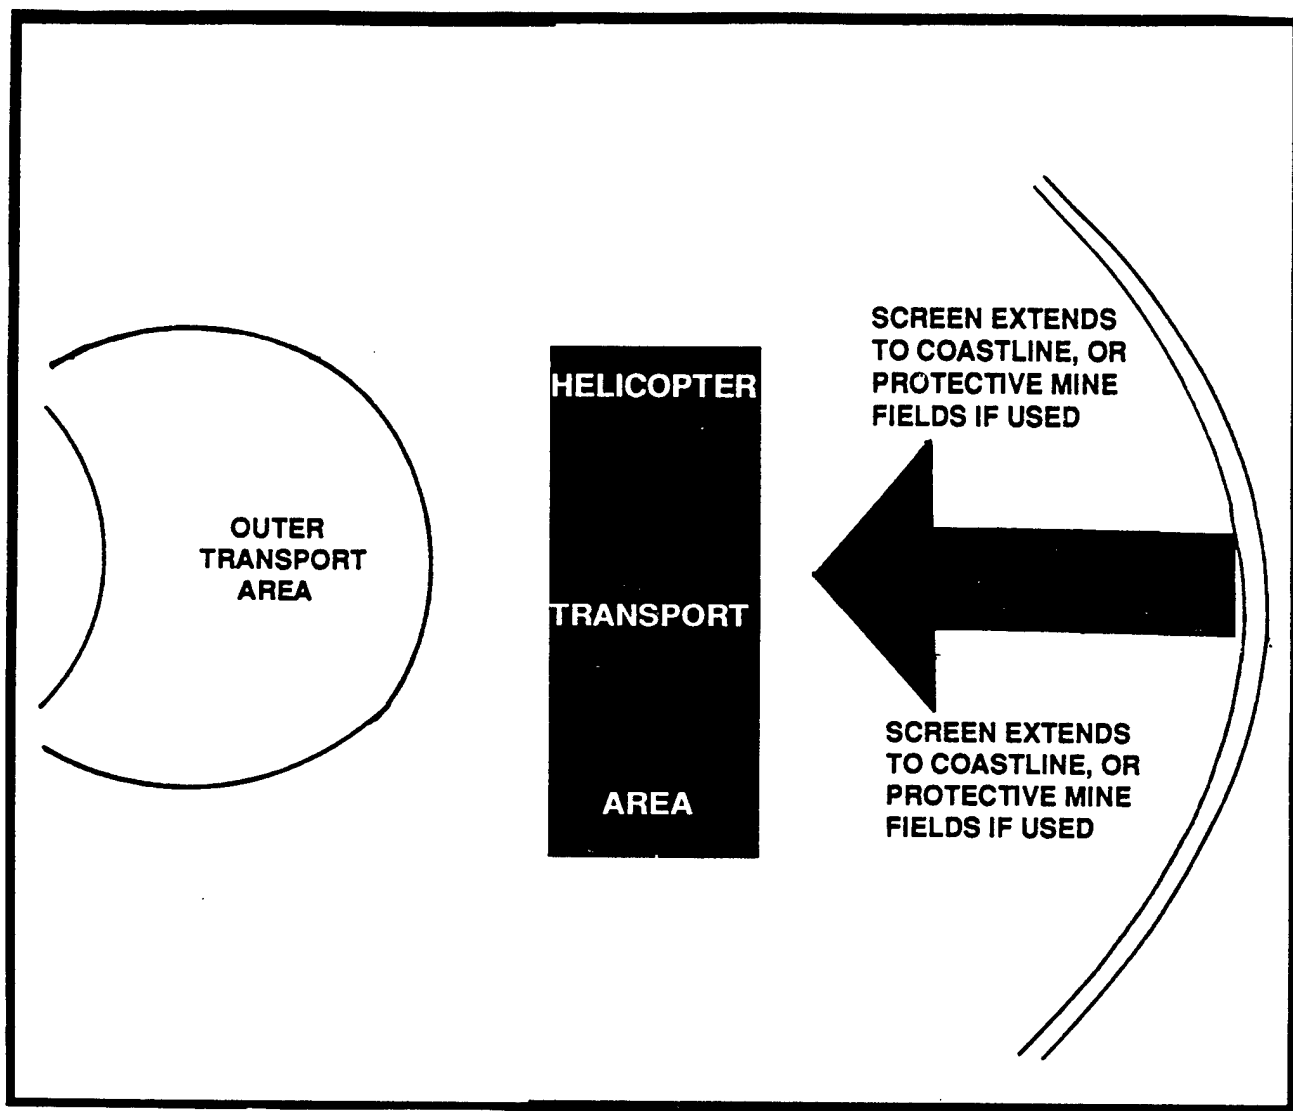 OUTER
TRANSPORT
AREA
HELICOPTER
TRANSPORT
AREA
SCREEN EXTENDS
TO COASTLINE, OR
PROTECTIVE MINE
FIELDS IF USED
SCREEN EXTENDS
TO COASTLINE, OR
PROTECTIVE MINE
FIELDS IF USED